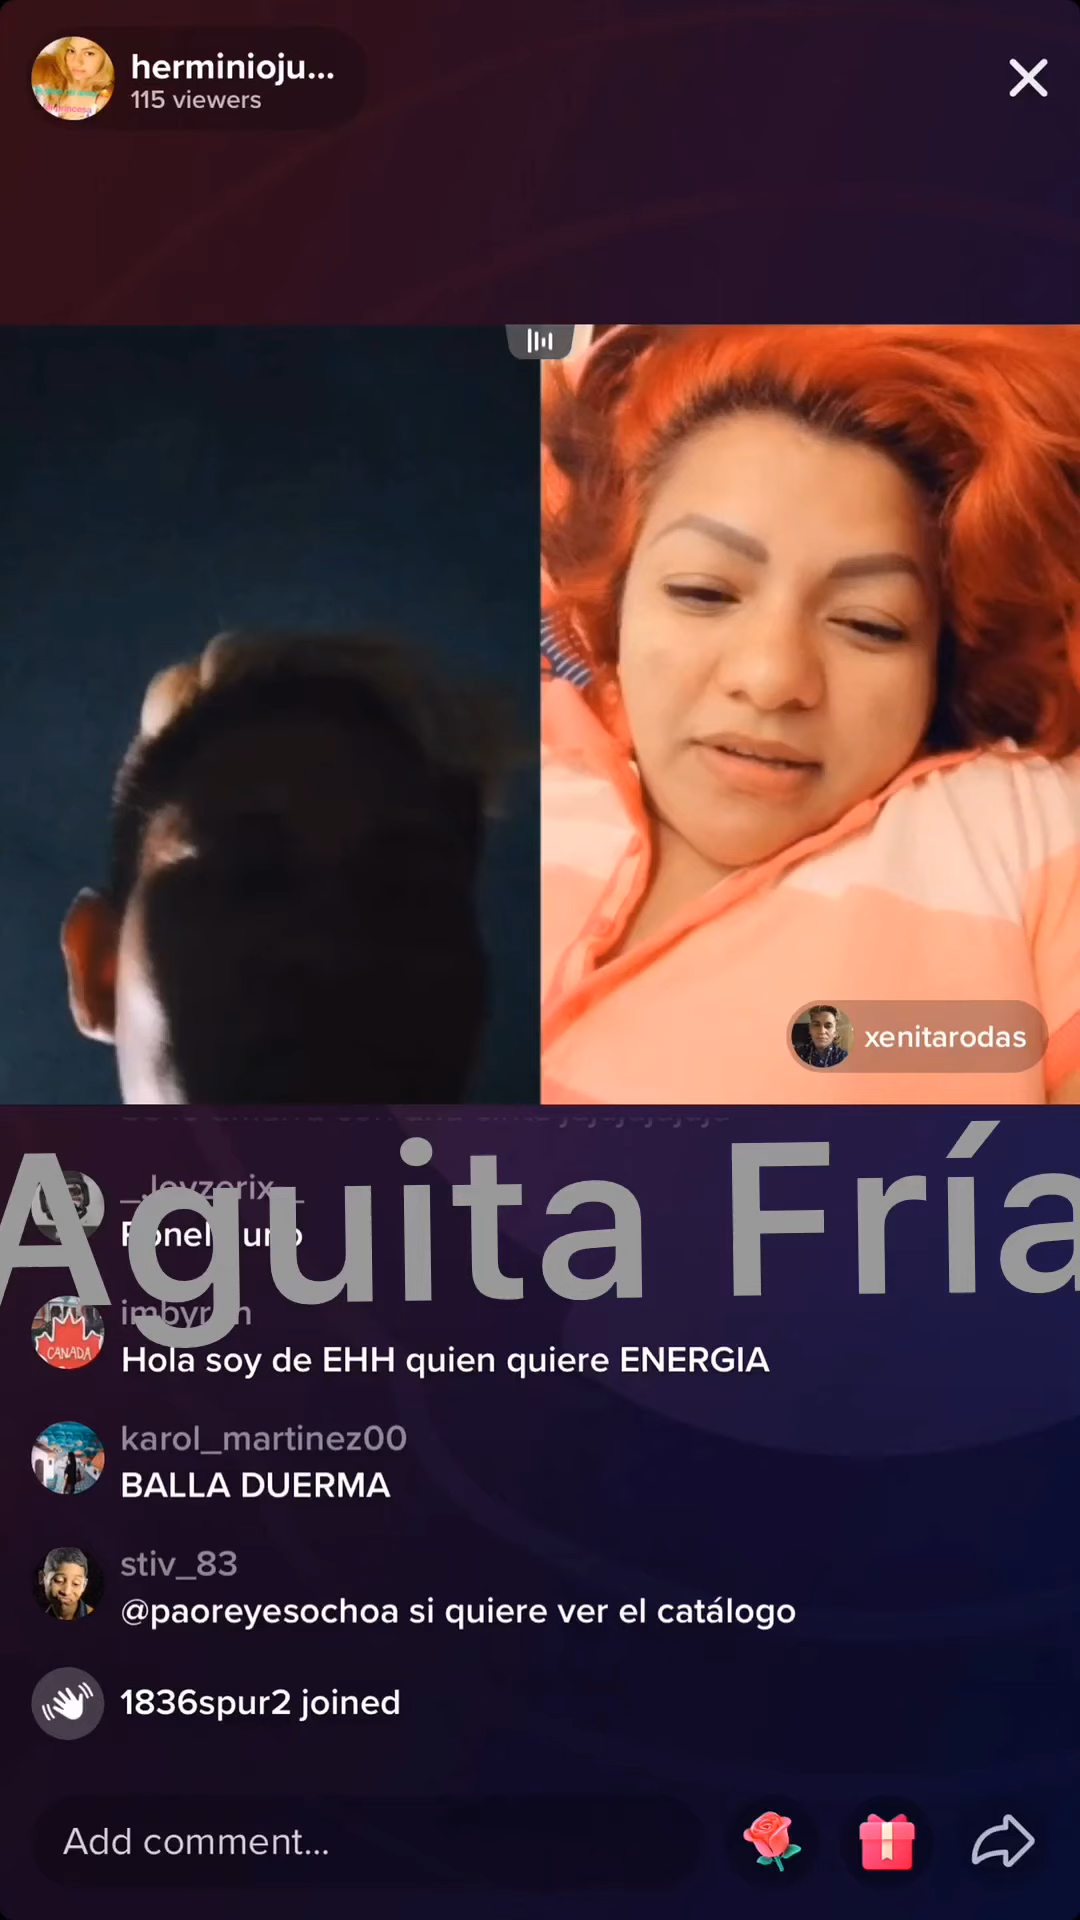 herminioju...
115 viewers
xenitarodas
Aguita Fría
imbyr
Hola soy de EHH quien quiere ENERGIA
karol_martinez00
BALLA DUERMA
stiv_83
@paoreyesochoa si quiere ver el catálogo
1836spur2 joined
Add comment...
CANADA